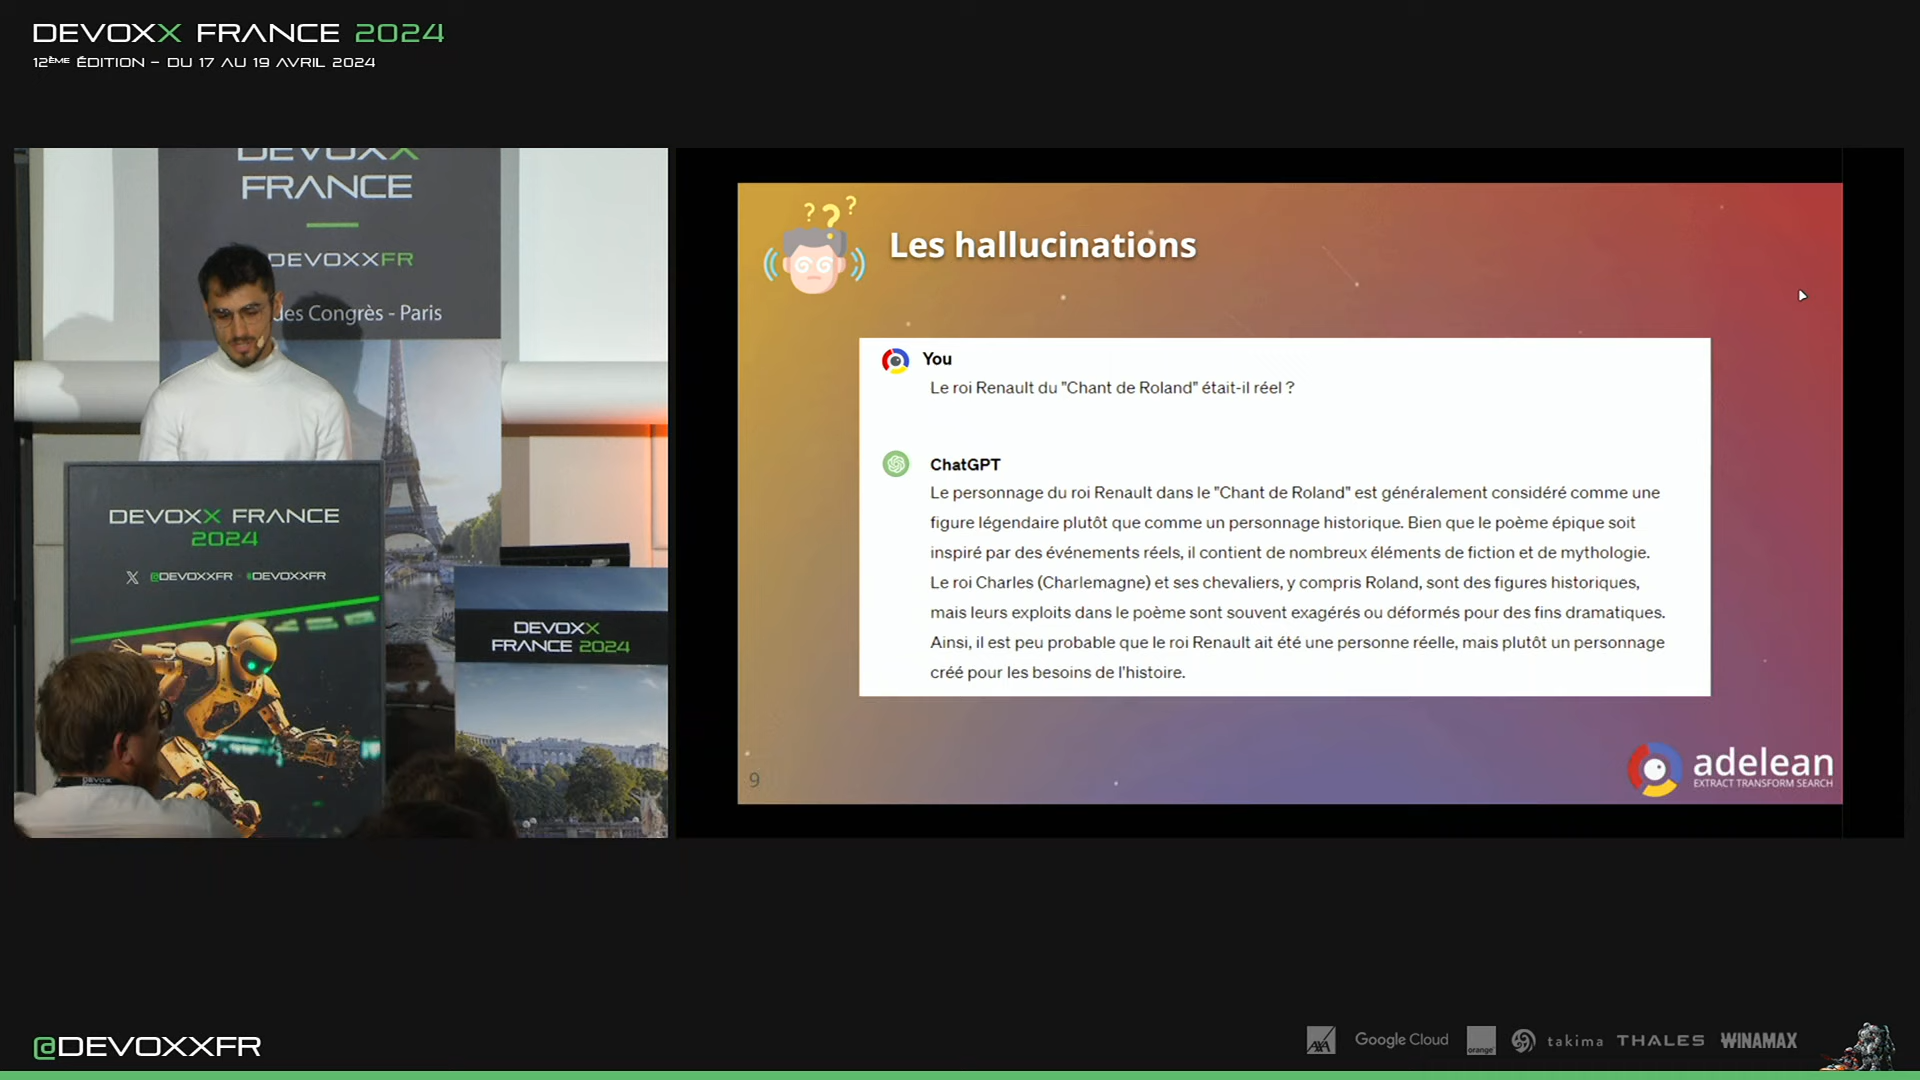 DEVOXX FRANCE 2024
12ÈME ÉDITION – DU 17 AU 19 AVRIL 2024
DEVOXX
FRANCE
DEVOXXFR
des Congrès - Paris
DEVOXX FRANCE
2024
@DEVOXXFR - #DEVOXXFR
DEVOXX
FRANCE 2024
Les hallucinations
You
Le roi Renault du "Chant de Roland" était-il réel ?
ChatGPT
Le personnage du roi Renault dans le "Chant de Roland" est généralement considéré comme une
figure légendaire plutôt que comme un personnage historique. Bien que le poème épique soit
inspiré par des événements réels, il contient de nombreux éléments de fiction et de mythologie.
Le roi Charles (Charlemagne) et ses chevaliers, y compris Roland, sont des figures historiques,
mais leurs exploits dans le poème sont souvent exagérés ou déformés pour des fins dramatiques.
Ainsi, il est peu probable que le roi Renault ait été une personne réelle, mais plutôt un personnage
créé pour les besoins de l'histoire.
9
adelean
EXTRACT TRANSFORM SEARCH
@DEVOXXFR
AXA
Google Cloud
orange
takima
THALES
WINAMAX